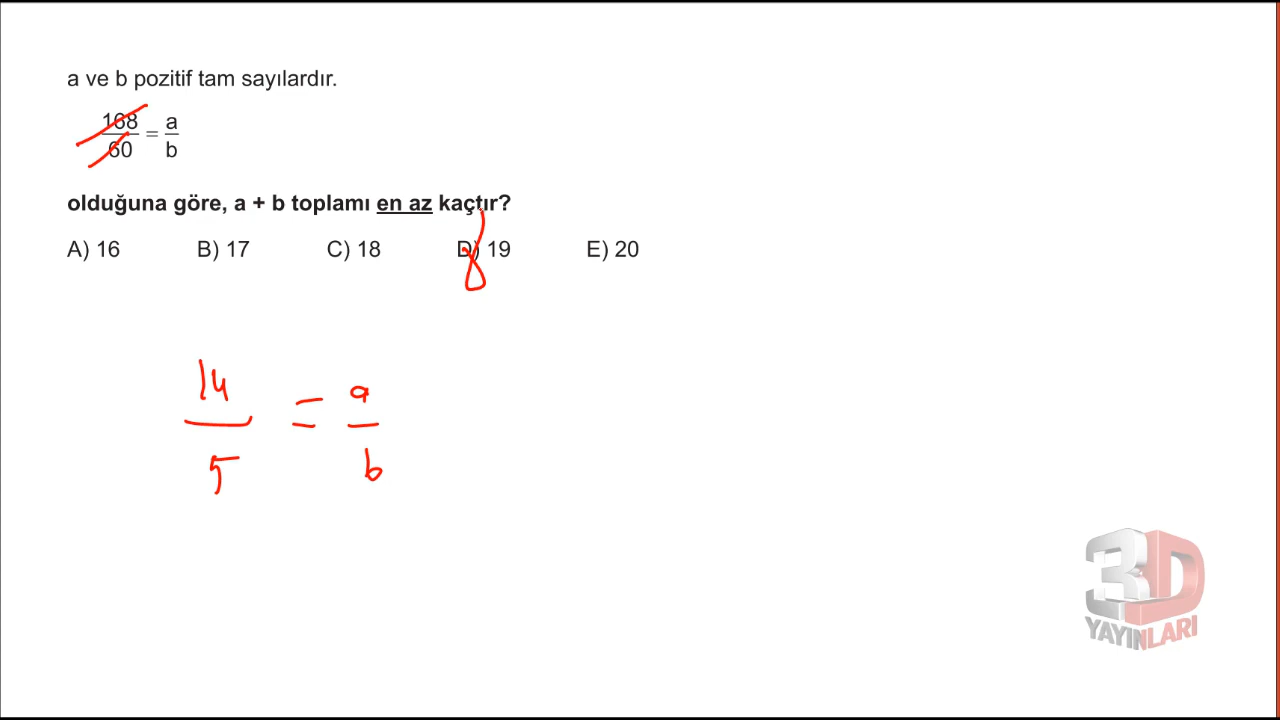 a ve b pozitif tam sayılardır.
168/60 = a/b
olduğuna göre, a + b toplamı en az kaçtır?
A) 16 B) 17 C) 18 D) 19 E) 20
14/5 = a/b
3D
YAYINLARI